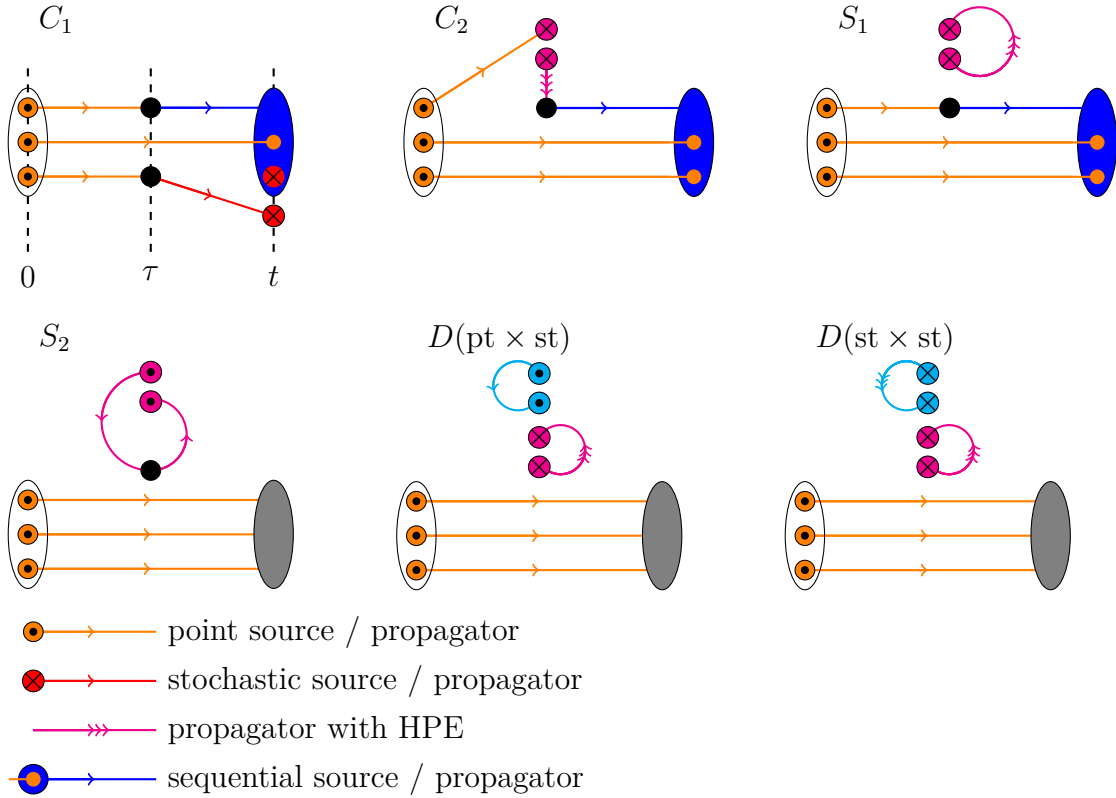 C₁
C₂
S₁
0
τ
t
S₂
D(pt × st)
D(st × st)
point source / propagator
stochastic source / propagator
propagator with HPE
sequential source / propagator